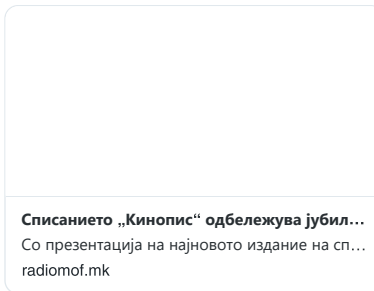 Списанието „Кинопис“ одбележува јубил...
Со презентација на најновото издание на сп...
radiomof.mk